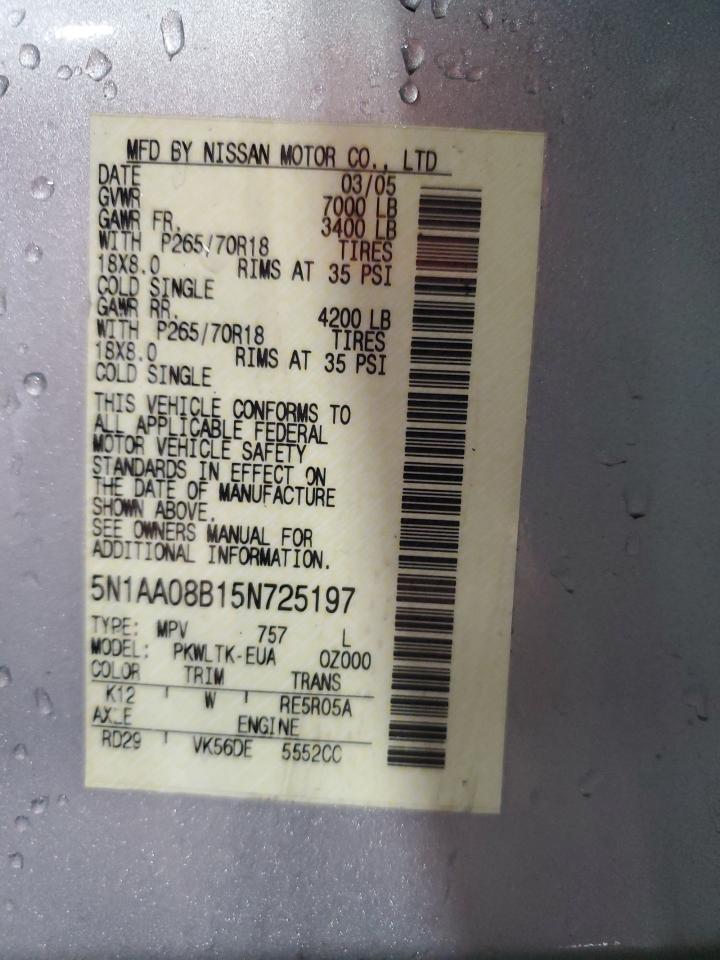 MFD BY NISSAN MOTOR CO., LTD
DATE 03/05
GVWR 7000 LB
GAWR FR. 3400 LB
WITH P265/70R18 TIRES
18X8.0 RIMS AT 35 PSI
COLD SINGLE
GAWR RR. 4200 LB
WITH P265/70R18 TIRES
18X8.0 RIMS AT 35 PSI
COLD SINGLE
THIS VEHICLE CONFORMS TO
ALL APPLICABLE FEDERAL
MOTOR VEHICLE SAFETY
STANDARDS IN EFFECT ON
THE DATE OF MANUFACTURE
SHOWN ABOVE.
SEE OWNERS MANUAL FOR
ADDITIONAL INFORMATION.
5N1AA08B15N725197
TYPE: MPV 757 L
MODEL: PKWLTK-EUA 0Z000
COLOR TRIM TRANS
K12 W RE5R05A
AXLE ENGINE
RD29 VK56DE 5552CC